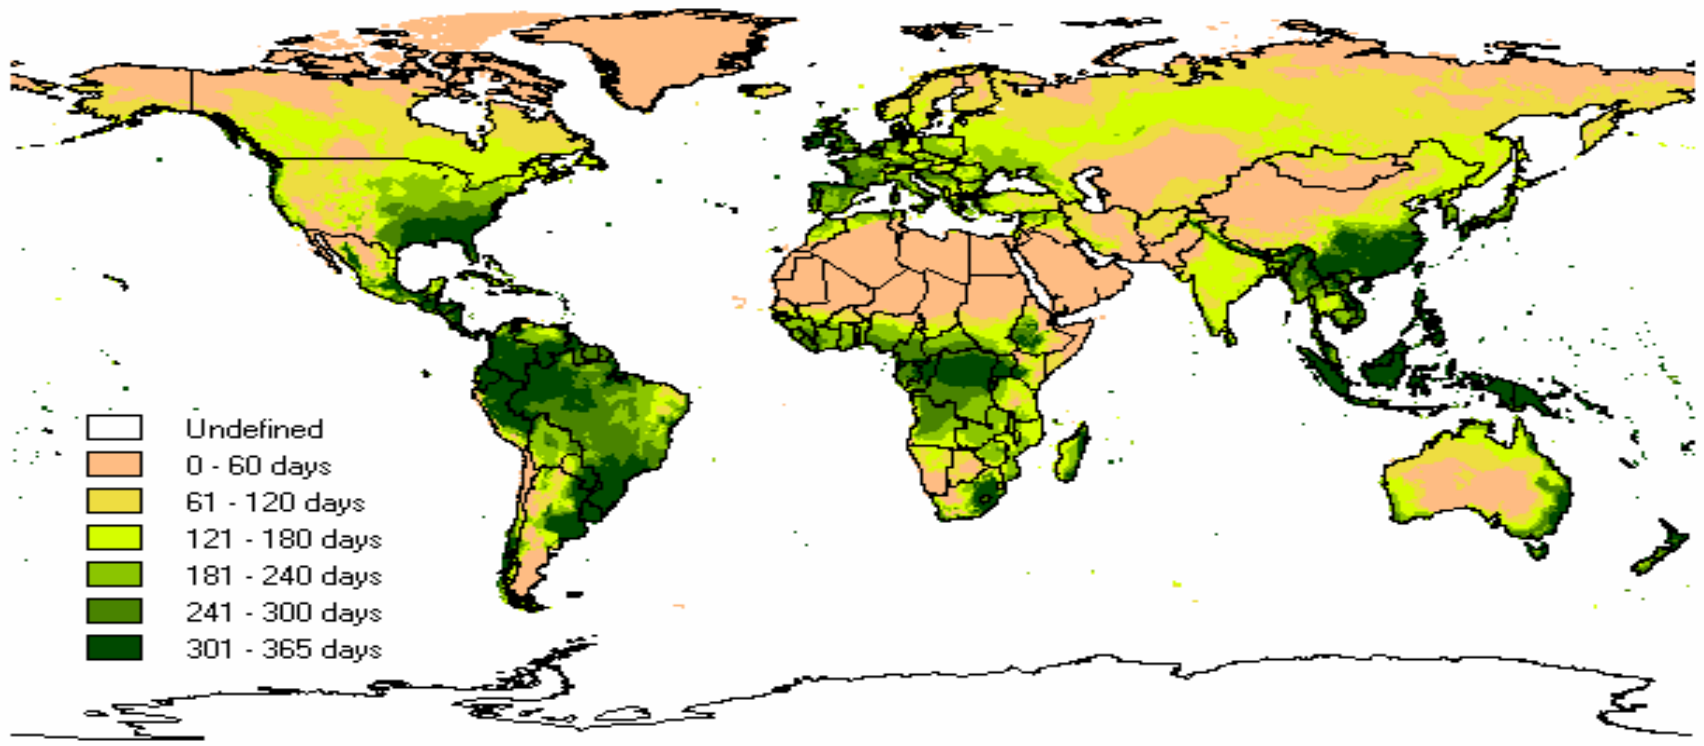 Undefined
0 - 60 days
61 - 120 days
121 - 180 days
181 - 240 days
241 - 300 days
301 - 365 days